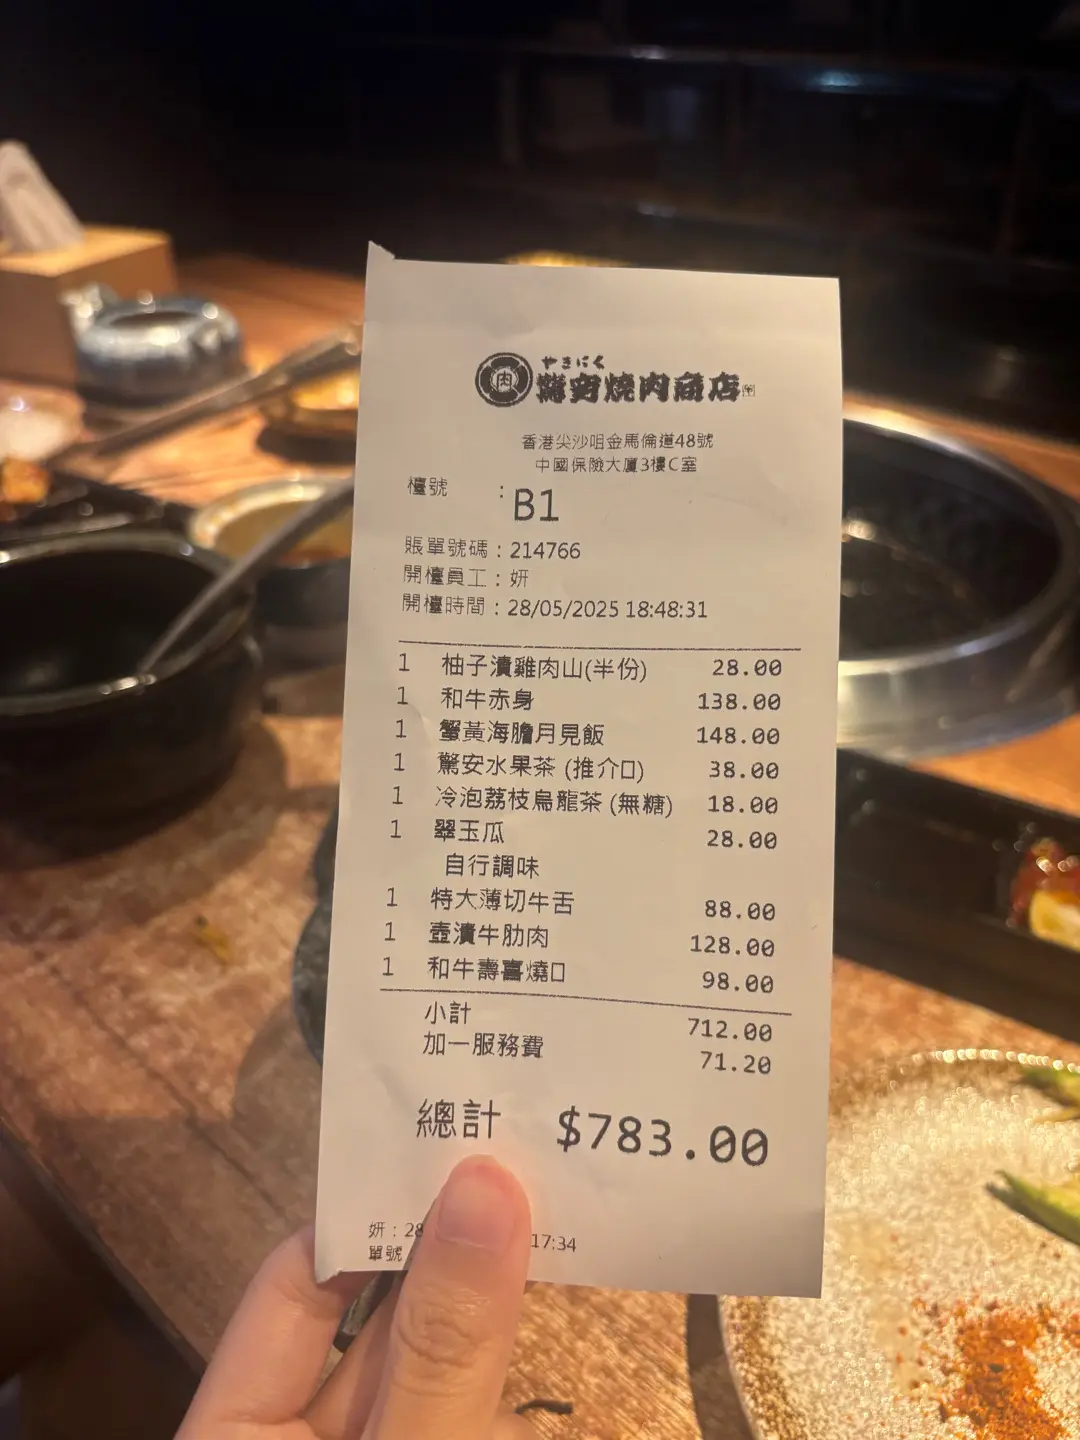 やきにく
肉
驚安燒肉商店
香港尖沙咀金馬倫道48號
中國保險大廈3樓C室
檯號 : B1
賬單號碼 : 214766
開檯員工 : 妍
開檯時間 : 28/05/2025 18:48:31
1 柚子漬雞肉山(半份) 28.00
1 和牛赤身 138.00
1 蟹黃海膽月見飯 148.00
1 驚安水果茶 (推介口) 38.00
1 冷泡荔枝烏龍茶 (無糖) 18.00
1 翠玉瓜 28.00
自行調味
1 特大薄切牛舌 88.00
1 壺漬牛肋肉 128.00
1 和牛壽喜燒口 98.00
小計 712.00
加一服務費 71.20
總計 $783.00
妍 : 28 17:34
單號